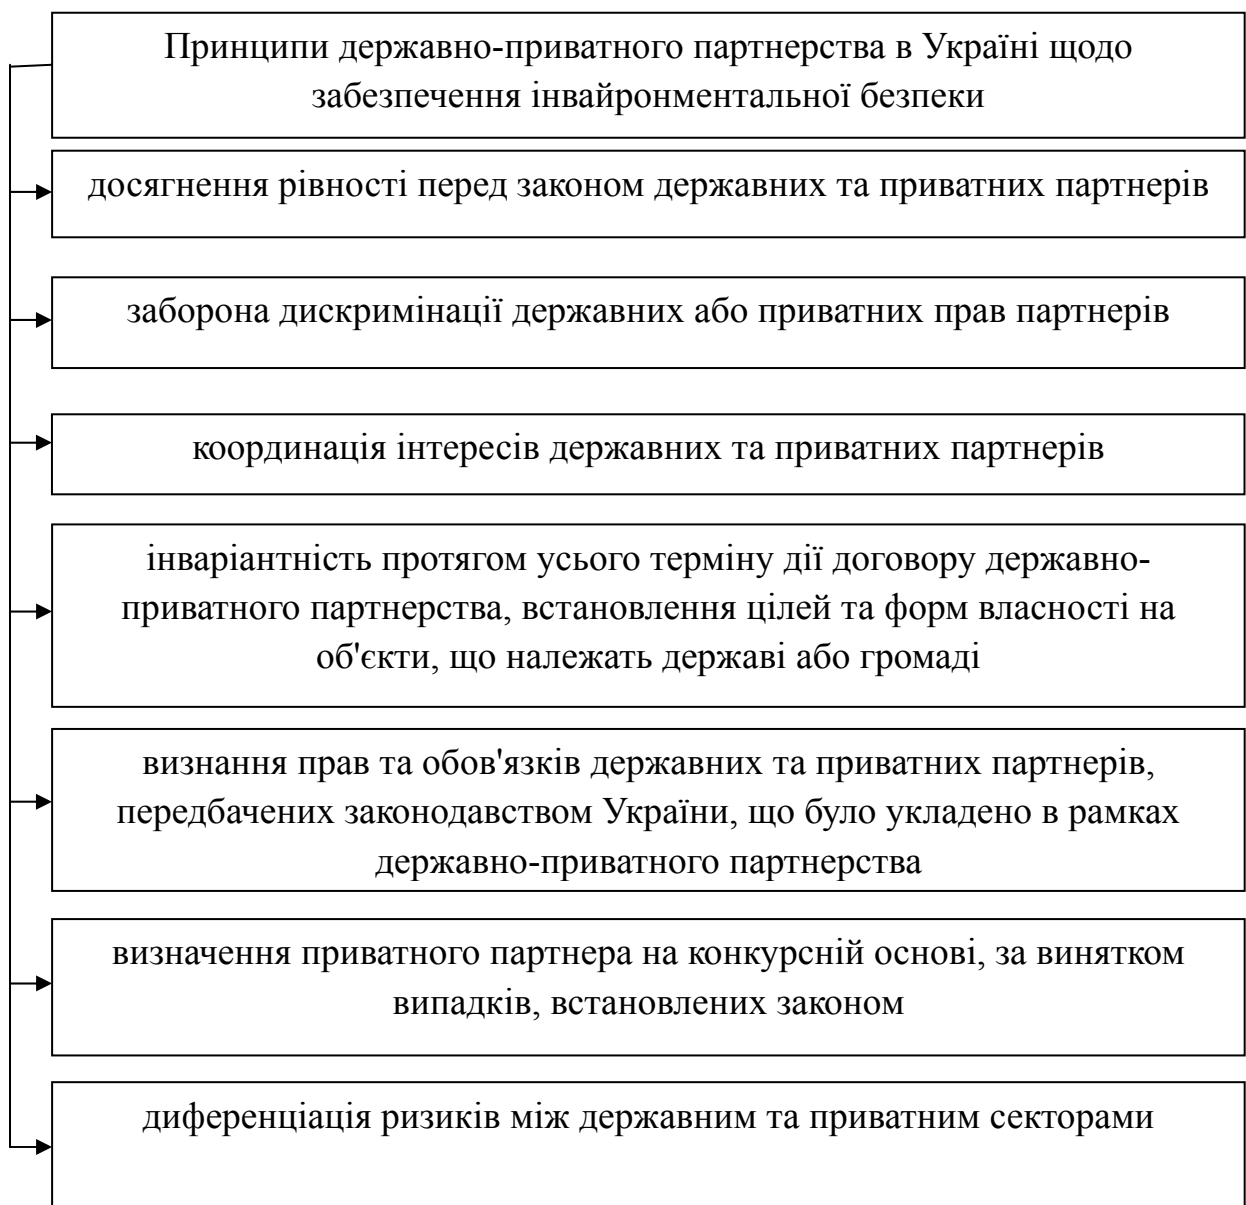 Принципи державно-приватного партнерства в Україні щодо
забезпечення інвайронментальної безпеки
досягнення рівності перед законом державних та приватних партнерів
заборона дискримінації державних або приватних прав партнерів
координація інтересів державних та приватних партнерів
інваріантність протягом усього терміну дії договору державно-
приватного партнерства, встановлення цілей та форм власності на
об'єкти, що належать державі або громаді
визнання прав та обов'язків державних та приватних партнерів,
передбачених законодавством України, що було укладено в рамках
державно-приватного партнерства
визначення приватного партнера на конкурсній основі, за винятком
випадків, встановлених законом
диференціація ризиків між державним та приватним секторами